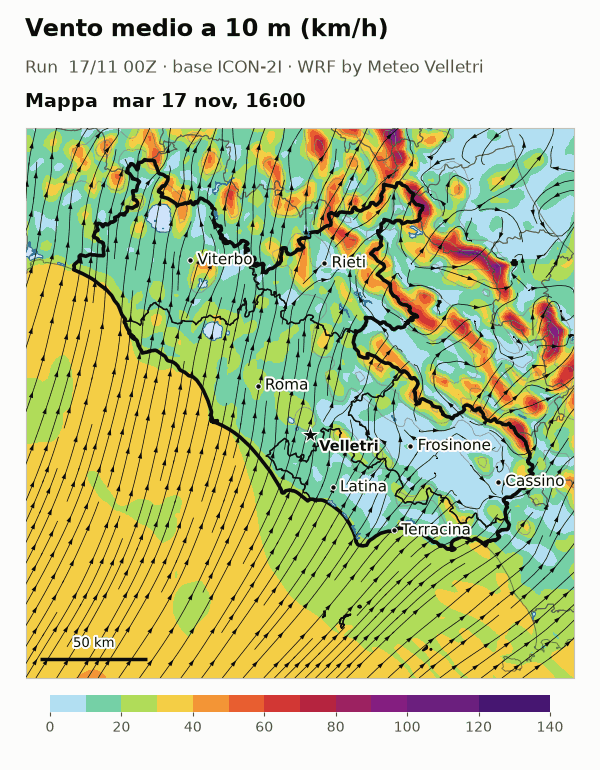 Vento medio a 10 m (km/h)
Run 17/11 00Z · base ICON-2I · WRF by Meteo Velletri
Mappa mar 17 nov, 16:00
Viterbo
Rieti
Roma
Velletri
Frosinone
Cassino
Latina
Terracina
50 km
0 20 40 60 80 100 120 140